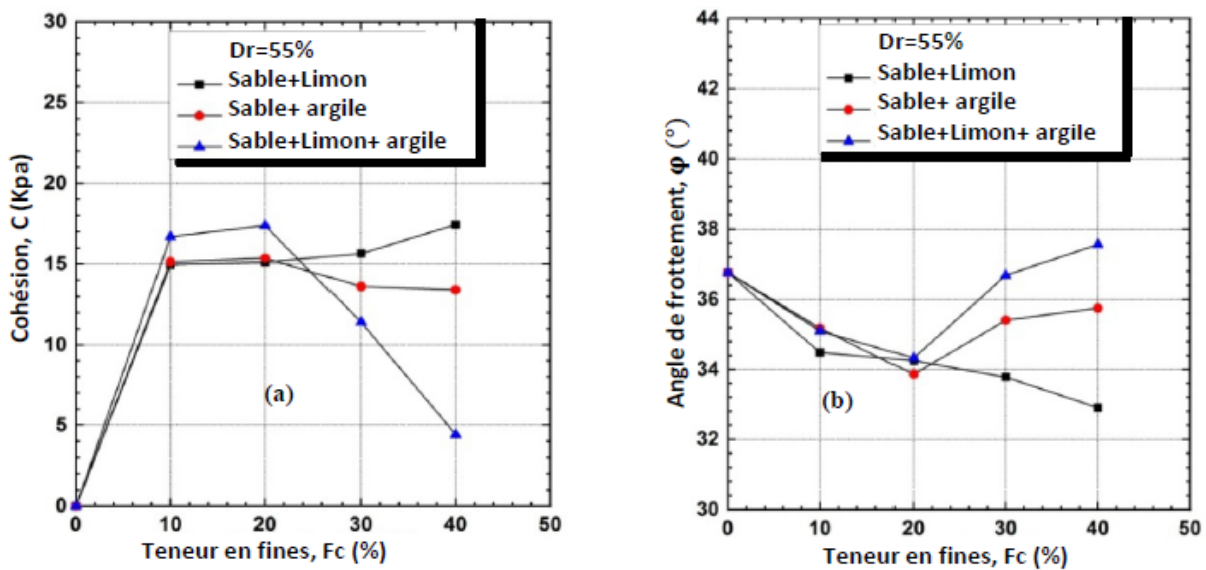 30
25
20
15
10
5
0
0 10 20 30 40 50
Cohésion, C (Kpa)
Teneur en fines, Fc (%)
Dr=55%
Sable+Limon
Sable+ argile
Sable+Limon+ argile
(a)
44
42
40
38
36
34
32
30
0 10 20 30 40 50
Angle de frottement, φ (°)
Teneur en fines, Fc (%)
Dr=55%
Sable+Limon
Sable+ argile
Sable+Limon+ argile
(b)